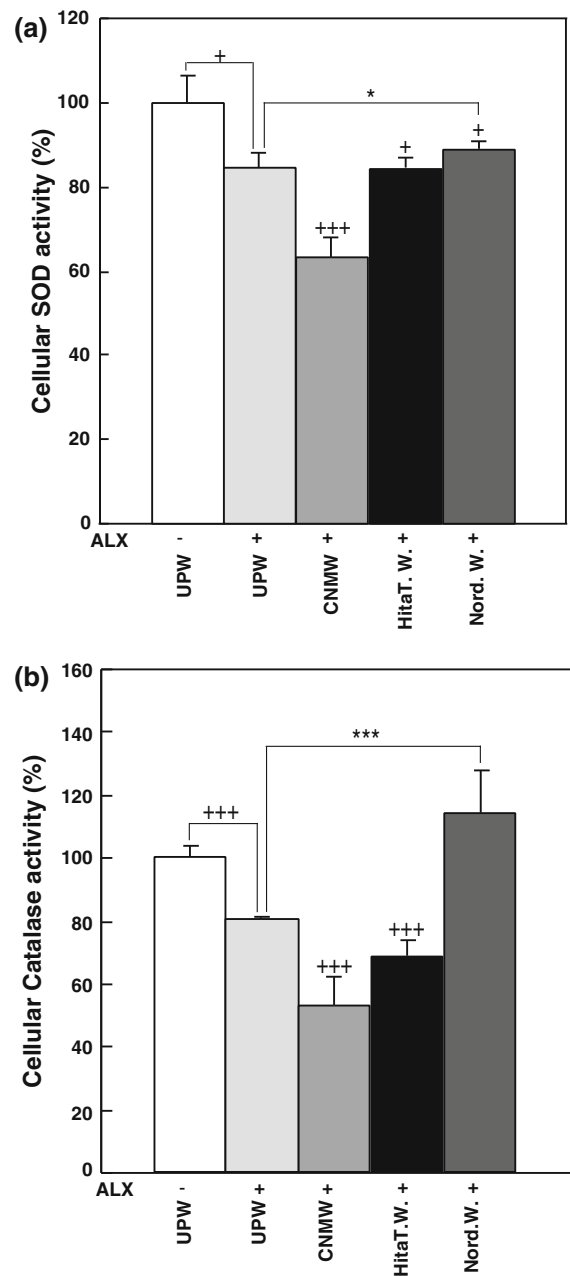 (a)
Cellular SOD activity (%)
120
100
80
60
40
20
0
+
*
+++
+
+
ALX
UPW -
UPW +
CNMW +
HitaT. W. +
Nord. W. +
(b)
Cellular Catalase activity (%)
160
140
120
100
80
60
40
20
0
+++
***
+++
+++
ALX
UPW -
UPW +
CNMW +
HitaT.W. +
Nord.W. +